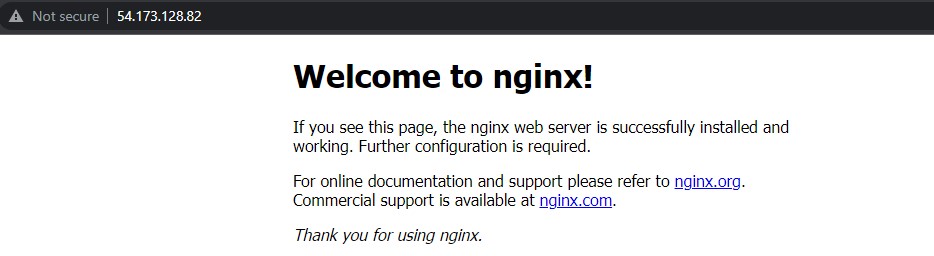 Not secure 54.173.128.82
Welcome to nginx!
If you see this page, the nginx web server is successfully installed and
working. Further configuration is required.
For online documentation and support please refer to nginx.org.
Commercial support is available at nginx.com.
Thank you for using nginx.